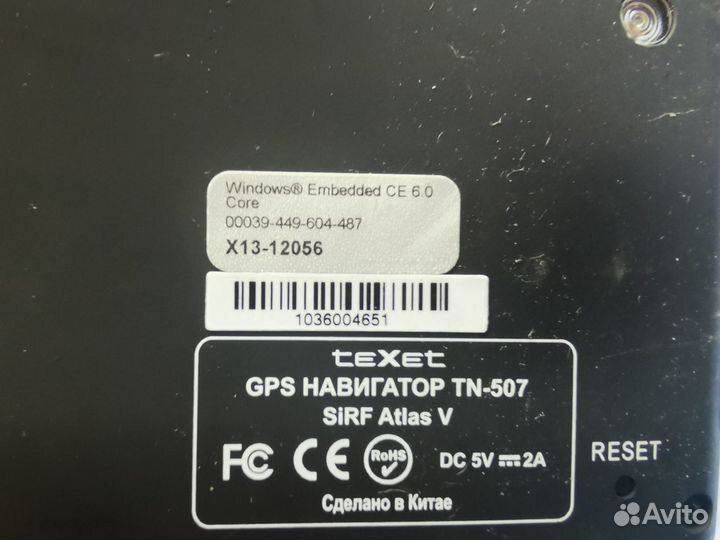 Windows® Embedded CE 6.0
Core
00039-449-604-487
X13-12056
1036004651
teXet
GPS НАВИГАТОР TN-507
SiRF Atlas V
FC CE RoHS DC 5V⎓2A
Сделано в Китае
RESET
Avito